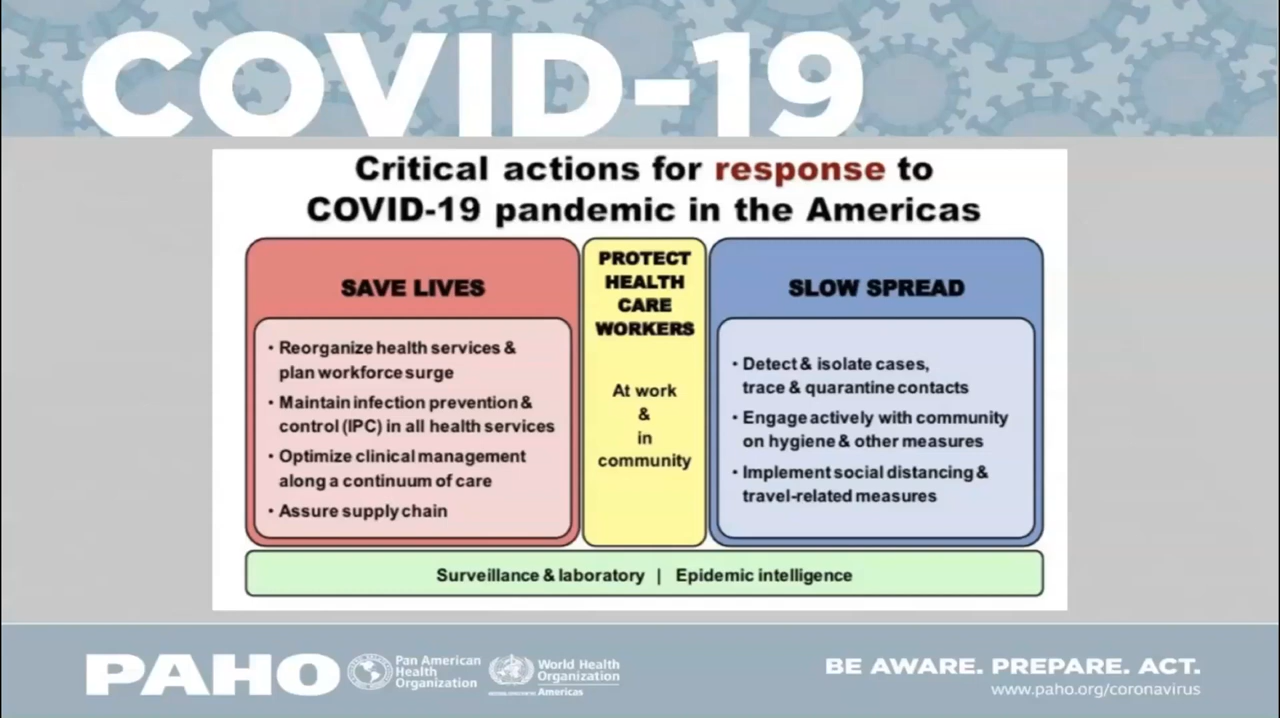 COVID-19
Critical actions for response to
COVID-19 pandemic in the Americas
SAVE LIVES
• Reorganize health services &
plan workforce surge
• Maintain infection prevention &
control (IPC) in all health services
• Optimize clinical management
along a continuum of care
• Assure supply chain
PROTECT
HEALTH
CARE
WORKERS
At work
&
in
community
SLOW SPREAD
• Detect & isolate cases,
trace & quarantine contacts
• Engage actively with community
on hygiene & other measures
• Implement social distancing &
travel-related measures
Surveillance & laboratory | Epidemic intelligence
PAHO
Pan American
Health
Organization
World Health
Organization
Americas
BE AWARE. PREPARE. ACT.
www.paho.org/coronavirus